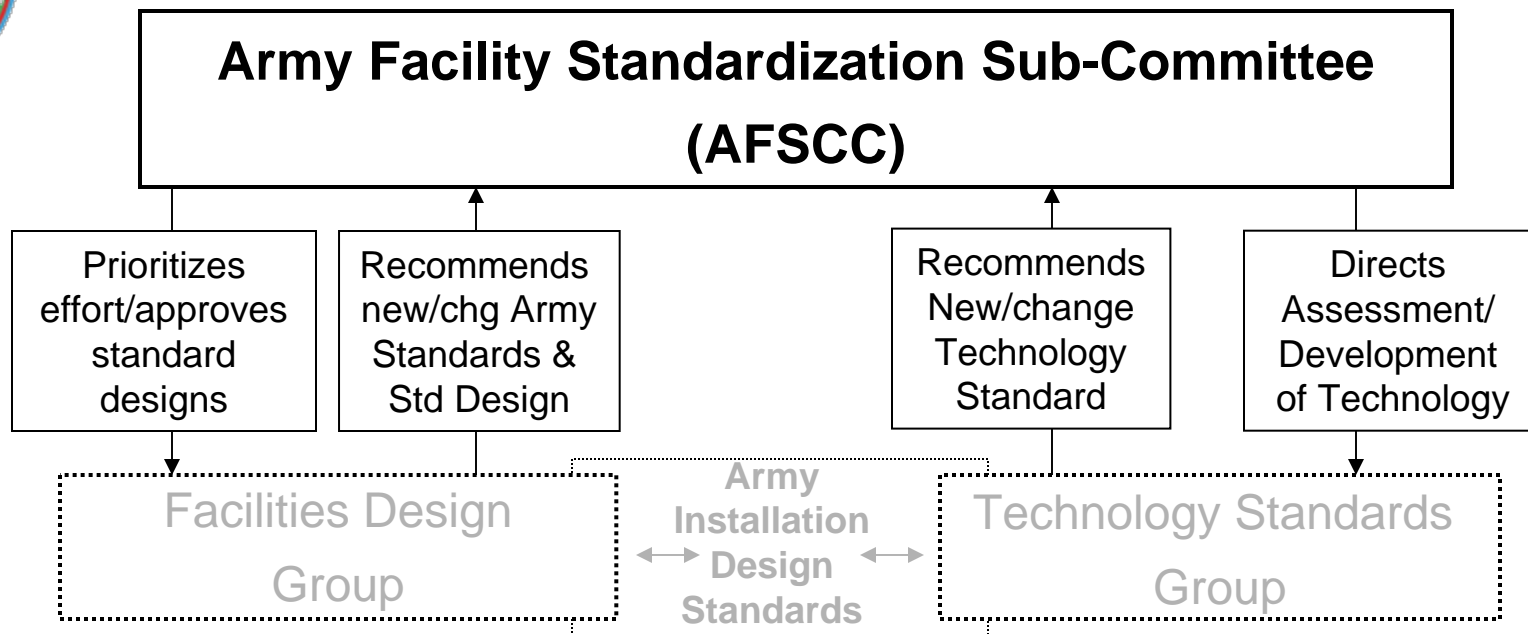 Army Facility Standardization Sub-Committee
(AFSCC)
Prioritizes
effort/approves
standard
designs
Recommends
new/chg Army
Standards &
Std Design
Recommends
New/change
Technology
Standard
Directs
Assessment/
Development
of Technology
Facilities Design
Group
Army
Installation
Design
Standards
Technology Standards
Group